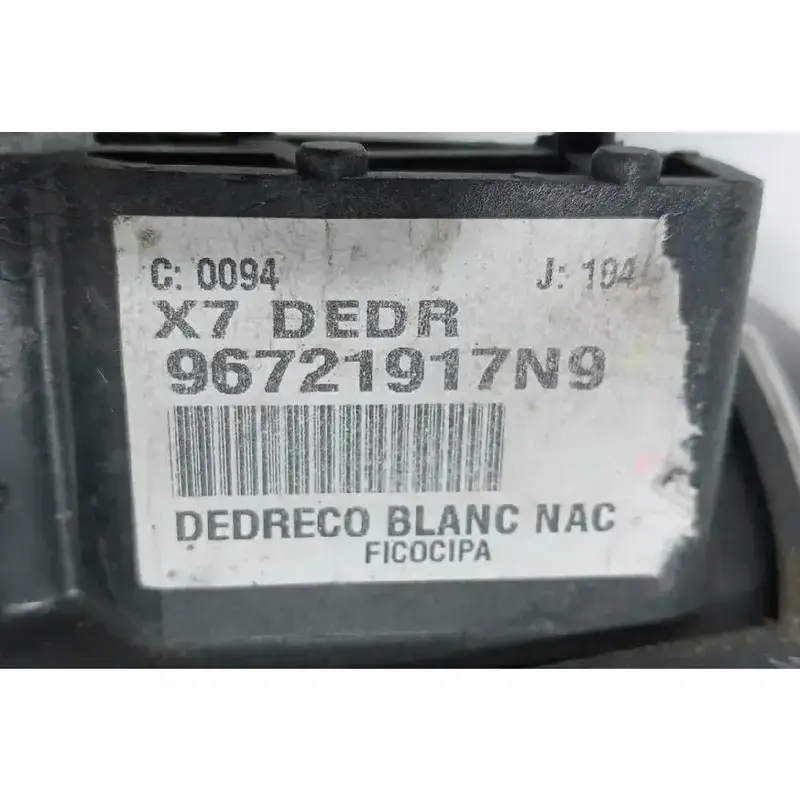 C: 0094 J: 104
X7 DEDR
96721917N9
DEDRECO BLANC NAC
FICOCIPA